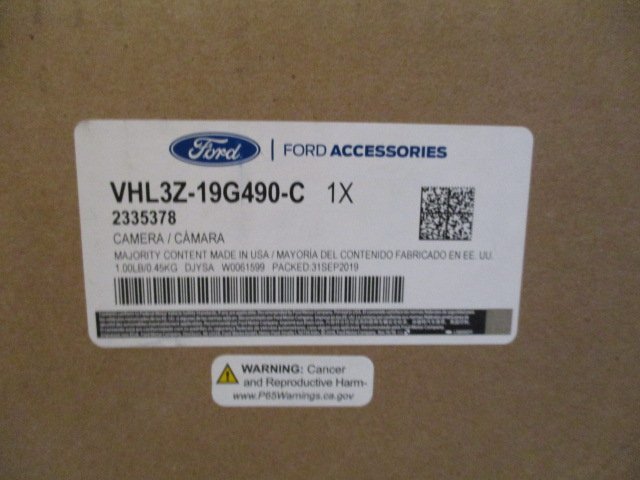 Ford | FORD ACCESSORIES
VHL3Z-19G490-C 1X
2335378
CAMERA / CÂMARA
MAJORITY CONTENT MADE IN USA / MAYORÍA DEL CONTENIDO FABRICADO EN EE. UU.
1.00LB/0.45KG DJYSA W0061599 PACKED:31SEP2019
WARNING: Cancer
and Reproductive Harm-
www.P65Warnings.ca.gov